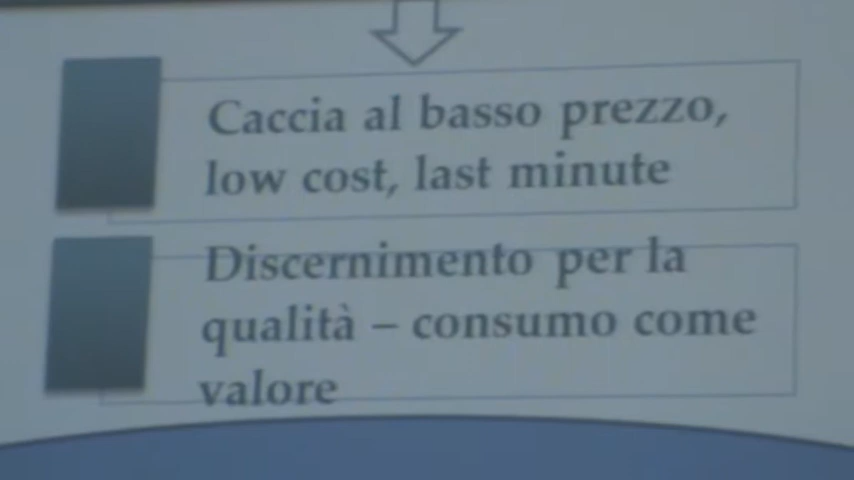 Caccia al basso prezzo,
low cost, last minute
Discernimento per la
qualità – consumo come
valore